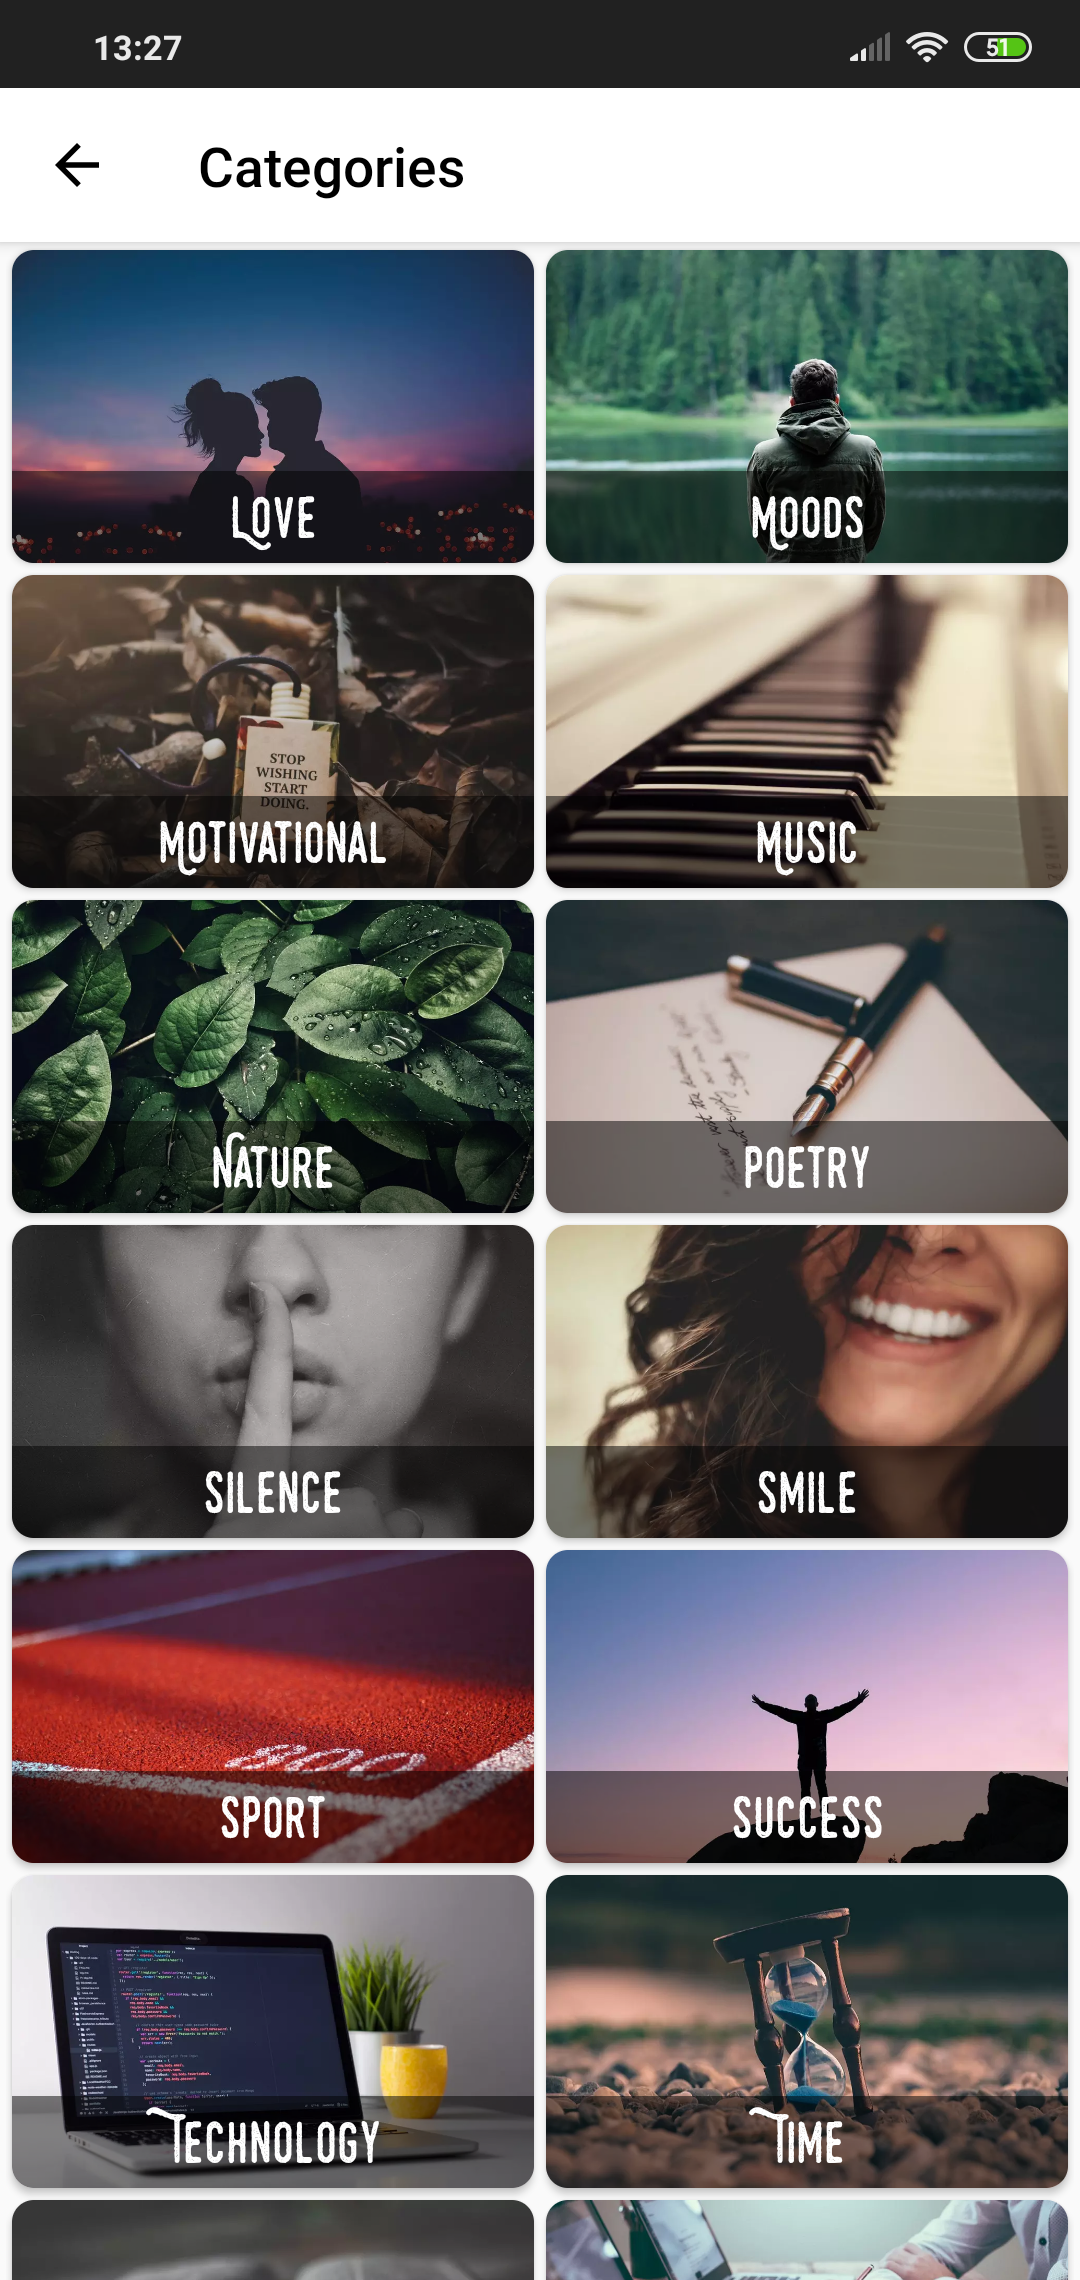 13:27
51
Categories
LOVE
MOODS
STOP
WISHING
START
DOING.
MOTIVATIONAL
MUSIC
NATURE
POETRY
SILENCE
SMILE
800
SPORT
SUCCESS
TECHNOLOGY
TIME